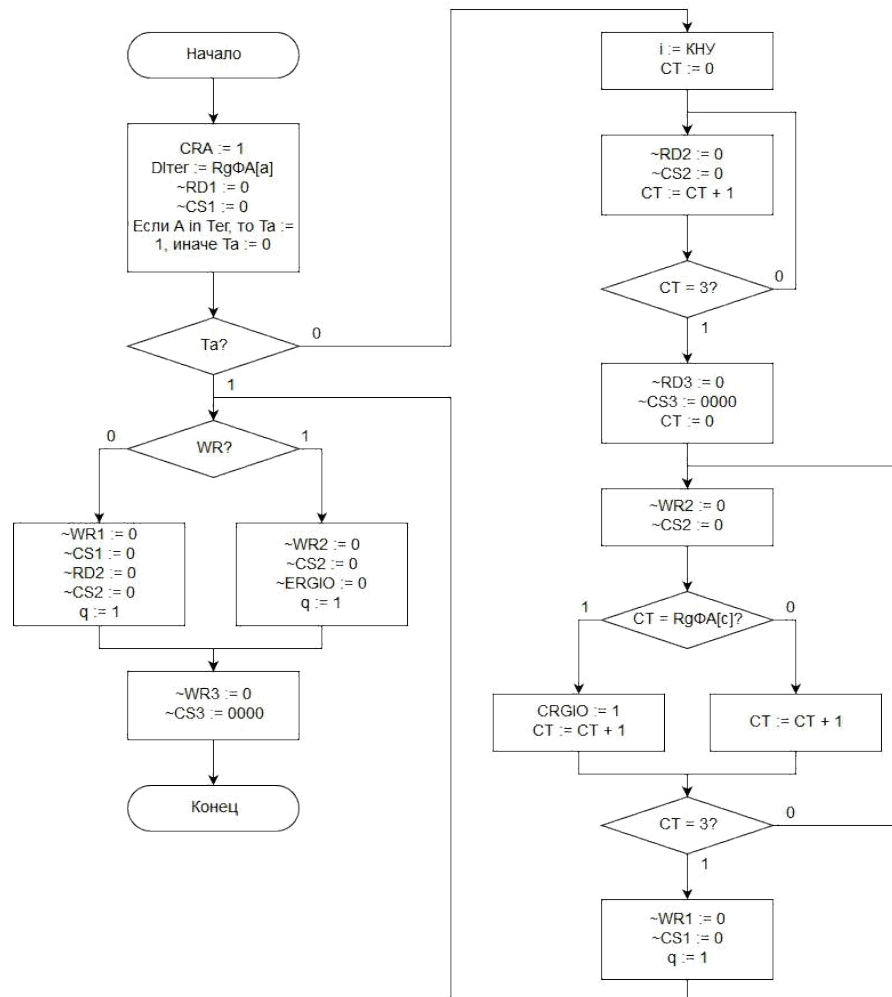 Начало
CRA := 1
DIтег := RgФА[a]
~RD1 := 0
~CS1 := 0
Если A in Тег, то Ta :=
1, иначе Ta := 0
Ta?
0
1
WR?
0
1
~WR1 := 0
~CS1 := 0
~RD2 := 0
~CS2 := 0
q := 1
~WR2 := 0
~CS2 := 0
~ERGIO := 0
q := 1
~WR3 := 0
~CS3 := 0000
Конец
i := КНУ
CT := 0
~RD2 := 0
~CS2 := 0
CT := CT + 1
CT = 3?
0
1
~RD3 := 0
~CS3 := 0000
CT := 0
~WR2 := 0
~CS2 := 0
CT = RgФА[c]?
1
0
CRGIO := 1
CT := CT + 1
CT := CT + 1
CT = 3?
0
1
~WR1 := 0
~CS1 := 0
q := 1